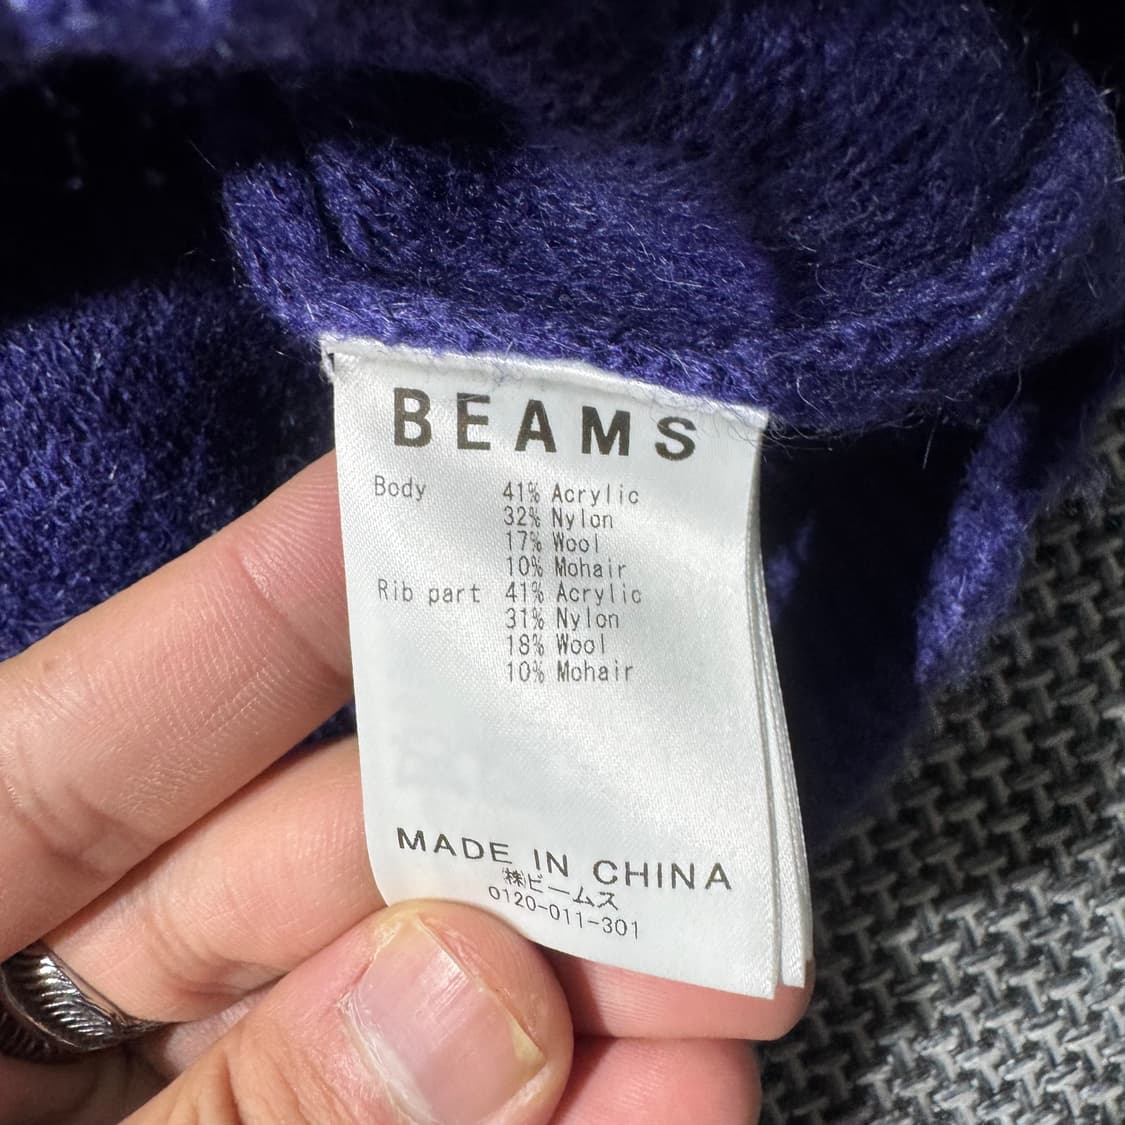 BEAMS
Body 41% Acrylic
32% Nylon
17% Wool
10% Mohair
Rib part 41% Acrylic
31% Nylon
18% Wool
10% Mohair
MADE IN CHINA
㈱ビームス
0120-011-301